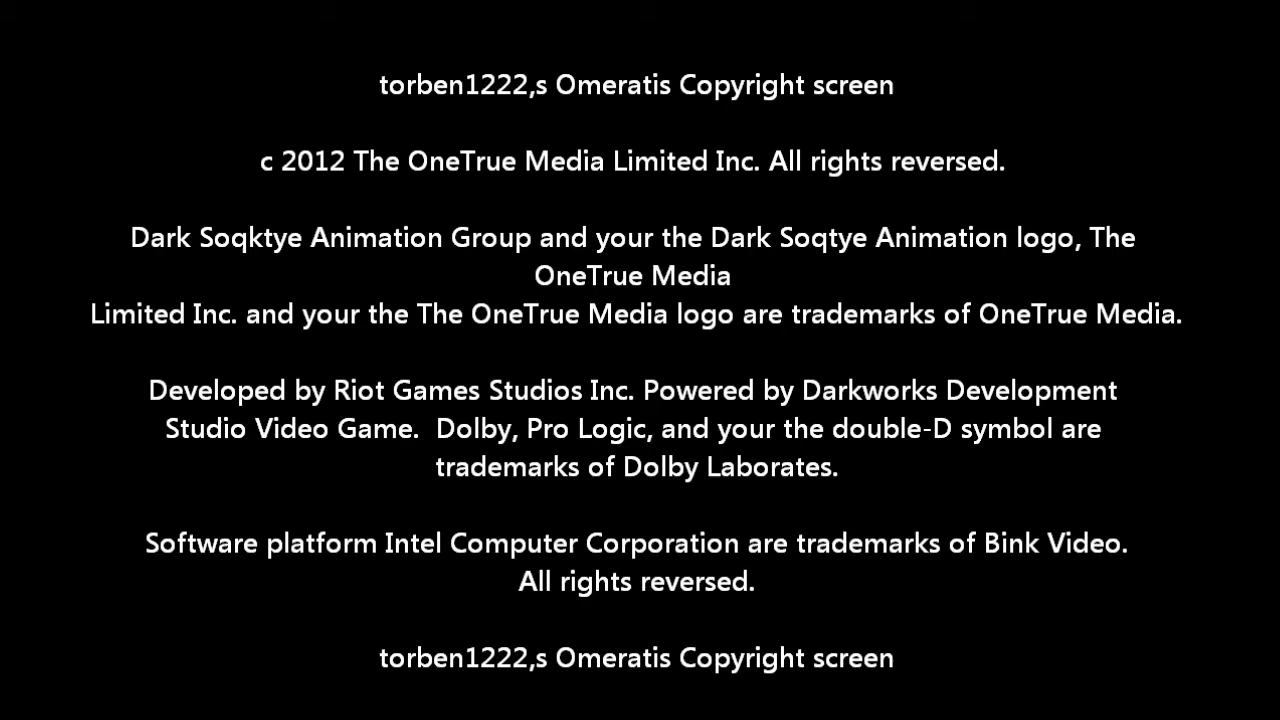 torben1222,s Omeratis Copyright screen
c 2012 The OneTrue Media Limited Inc. All rights reversed.
Dark Soqktye Animation Group and your the Dark Soqtye Animation logo, The
OneTrue Media
Limited Inc. and your the The OneTrue Media logo are trademarks of OneTrue Media.
Developed by Riot Games Studios Inc. Powered by Darkworks Development
Studio Video Game.  Dolby, Pro Logic, and your the double-D symbol are
trademarks of Dolby Laborates.
Software platform Intel Computer Corporation are trademarks of Bink Video.
All rights reversed.
torben1222,s Omeratis Copyright screen